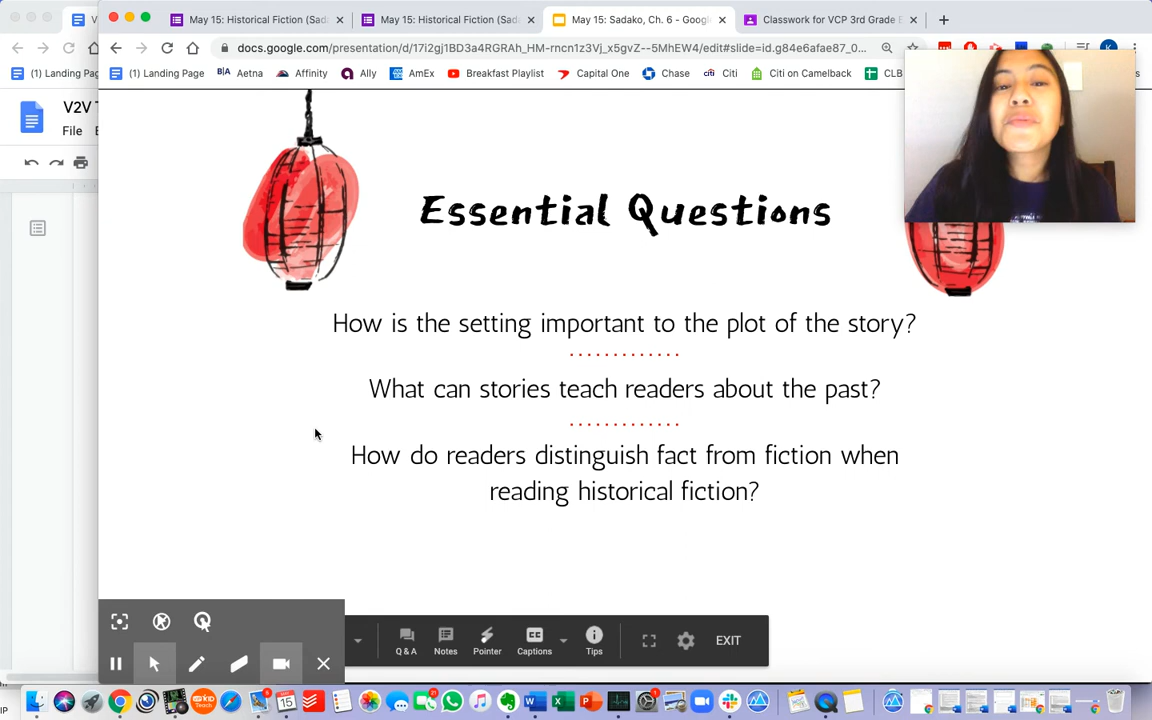 May 15: Historical Fiction (Sad
May 15: Historical Fiction (Sad
May 15: Sadako, Ch. 6 - Googl
Classwork for VCP 3rd Grade E
docs.google.com/presentation/d/17i2gj1BD3a4RGRAh_HM-rncn1z3Vj_x5gvZ--5MhEW4/edit#slide=id.g84e6afae87_0...
(1) Landing Pag
(1) Landing Page
Aetna
Affinity
Ally
AmEx
Breakfast Playlist
Capital One
Chase
citi Citi
Citi on Camelback
CLB
V2V T
File
Essential Questions
How is the setting important to the plot of the story?
What can stories teach readers about the past?
How do readers distinguish fact from fiction when
reading historical fiction?
Q & A
Notes
Pointer
CC
Captions
Tips
EXIT